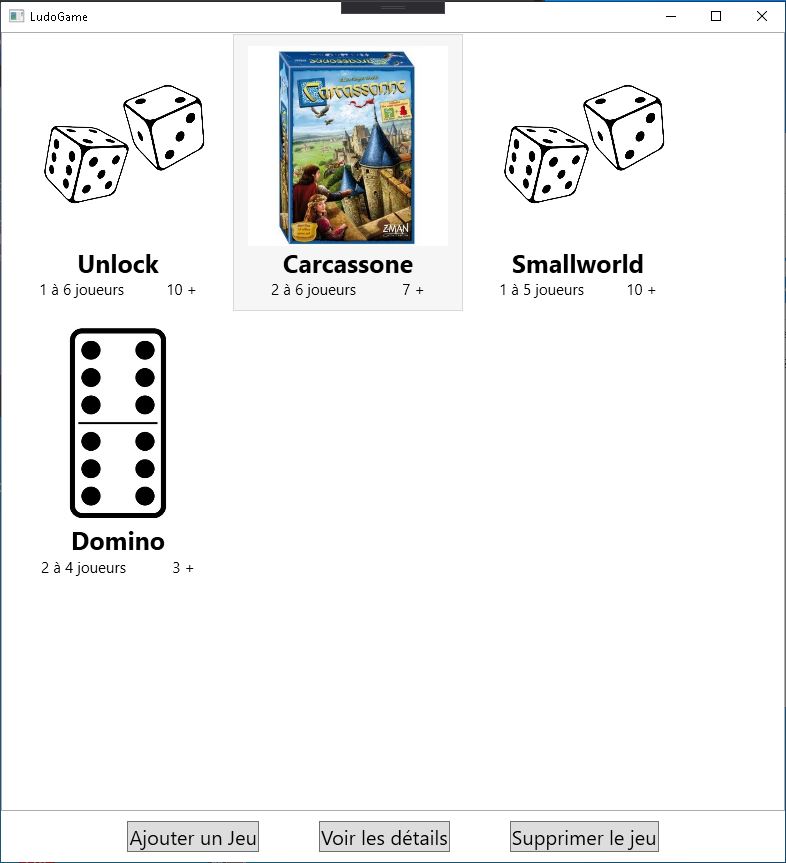 LudoGame
Carcassonne
Z-MAN
Unlock
1 à 6 joueurs 10 +
Carcassone
2 à 6 joueurs 7 +
Smallworld
1 à 5 joueurs 10 +
Domino
2 à 4 joueurs 3 +
Ajouter un Jeu
Voir les détails
Supprimer le jeu